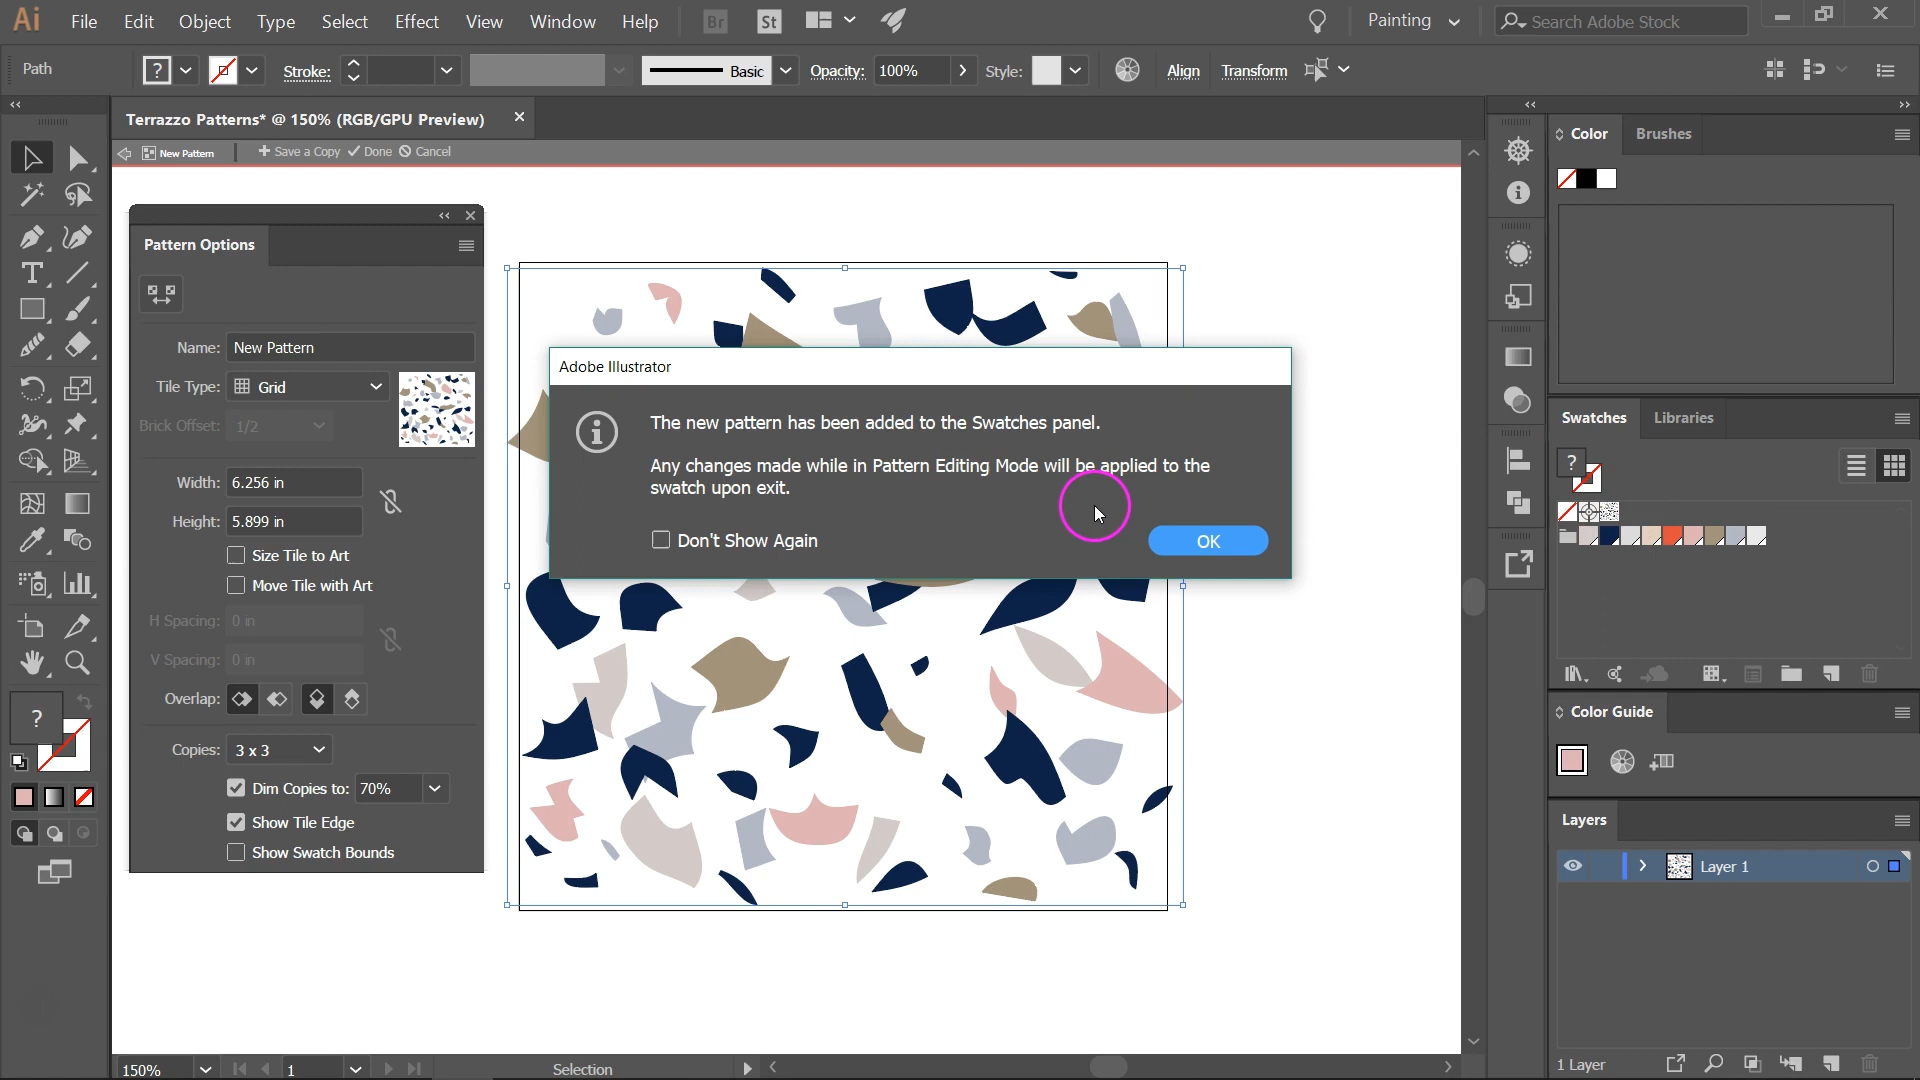 Ai File Edit Object Type Select Effect View Window Help Br St Painting Search Adobe Stock
Path ? Stroke: Basic Opacity: 100% Style: Align Transform
Terrazzo Patterns* @ 150% (RGB/GPU Preview)
New Pattern Save a Copy Done Cancel
Pattern Options
Name: New Pattern
Tile Type: Grid
Brick Offset: 1/2
Width: 6.256 in
Height: 5.899 in
Size Tile to Art
Move Tile with Art
H Spacing: 0 in
V Spacing: 0 in
Overlap:
Copies: 3 x 3
Dim Copies to: 70%
Show Tile Edge
Show Swatch Bounds
?
Adobe Illustrator
The new pattern has been added to the Swatches panel.
Any changes made while in Pattern Editing Mode will be applied to the
swatch upon exit.
Don't Show Again
OK
Color Brushes
Swatches Libraries
?
Color Guide
Layers
Layer 1
1 Layer
150% 1 Selection